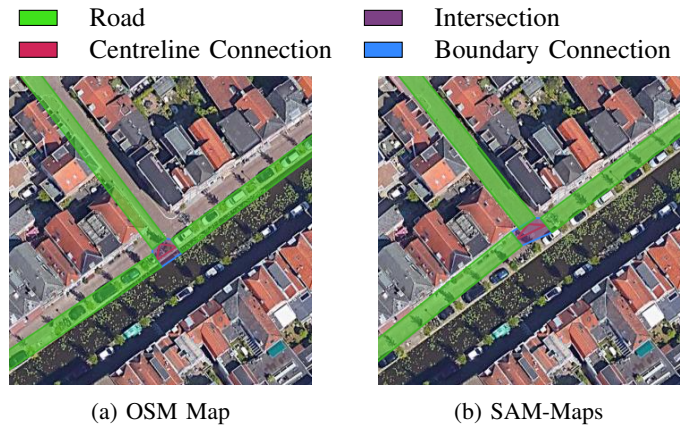 Road
Intersection
Centreline Connection
Boundary Connection
(a) OSM Map
(b) SAM-Maps